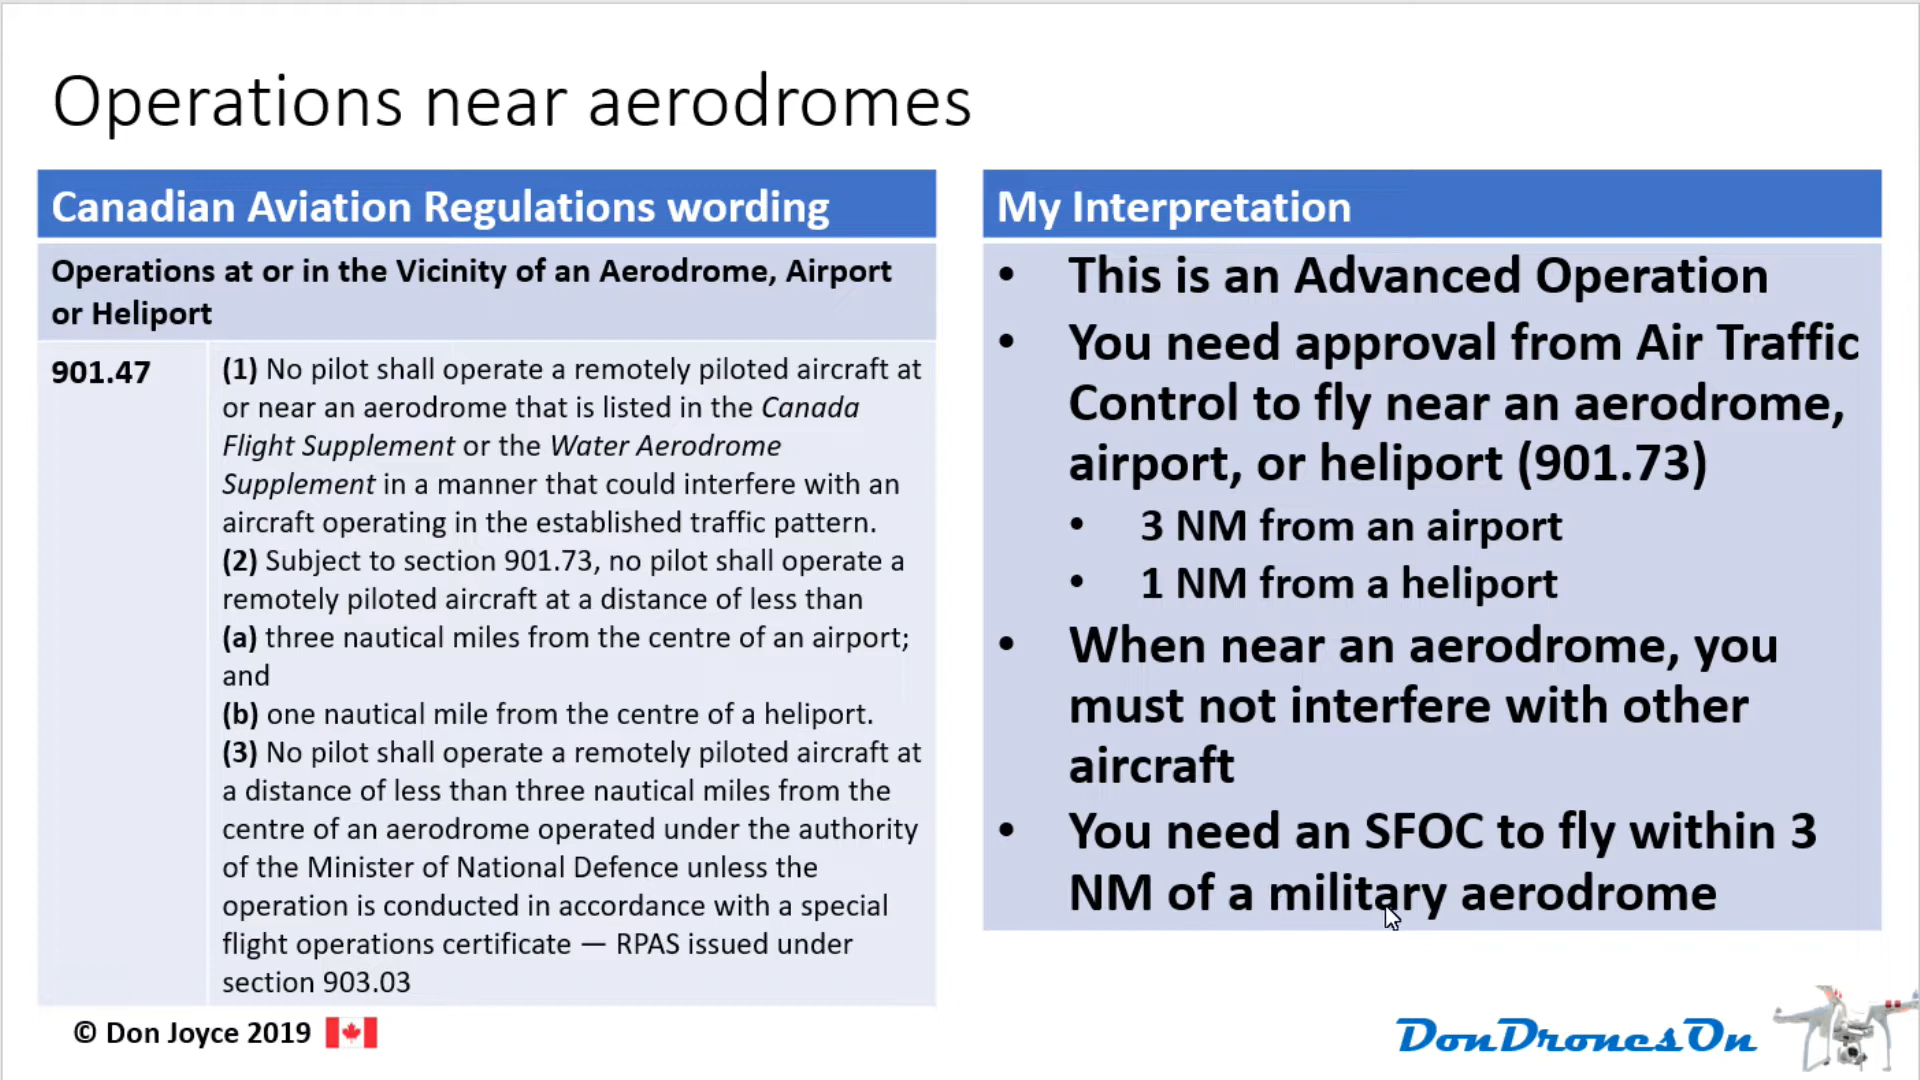 Operations near aerodromes
Canadian Aviation Regulations wording
Operations at or in the Vicinity of an Aerodrome, Airport
or Heliport
901.47
(1) No pilot shall operate a remotely piloted aircraft at
or near an aerodrome that is listed in the Canada
Flight Supplement or the Water Aerodrome
Supplement in a manner that could interfere with an
aircraft operating in the established traffic pattern.
(2) Subject to section 901.73, no pilot shall operate a
remotely piloted aircraft at a distance of less than
(a) three nautical miles from the centre of an airport;
and
(b) one nautical mile from the centre of a heliport.
(3) No pilot shall operate a remotely piloted aircraft at
a distance of less than three nautical miles from the
centre of an aerodrome operated under the authority
of the Minister of National Defence unless the
operation is conducted in accordance with a special
flight operations certificate — RPAS issued under
section 903.03
My Interpretation
• This is an Advanced Operation
• You need approval from Air Traffic
Control to fly near an aerodrome,
airport, or heliport (901.73)
• 3 NM from an airport
• 1 NM from a heliport
• When near an aerodrome, you
must not interfere with other
aircraft
• You need an SFOC to fly within 3
NM of a military aerodrome
© Don Joyce 2019
DonDronesOn